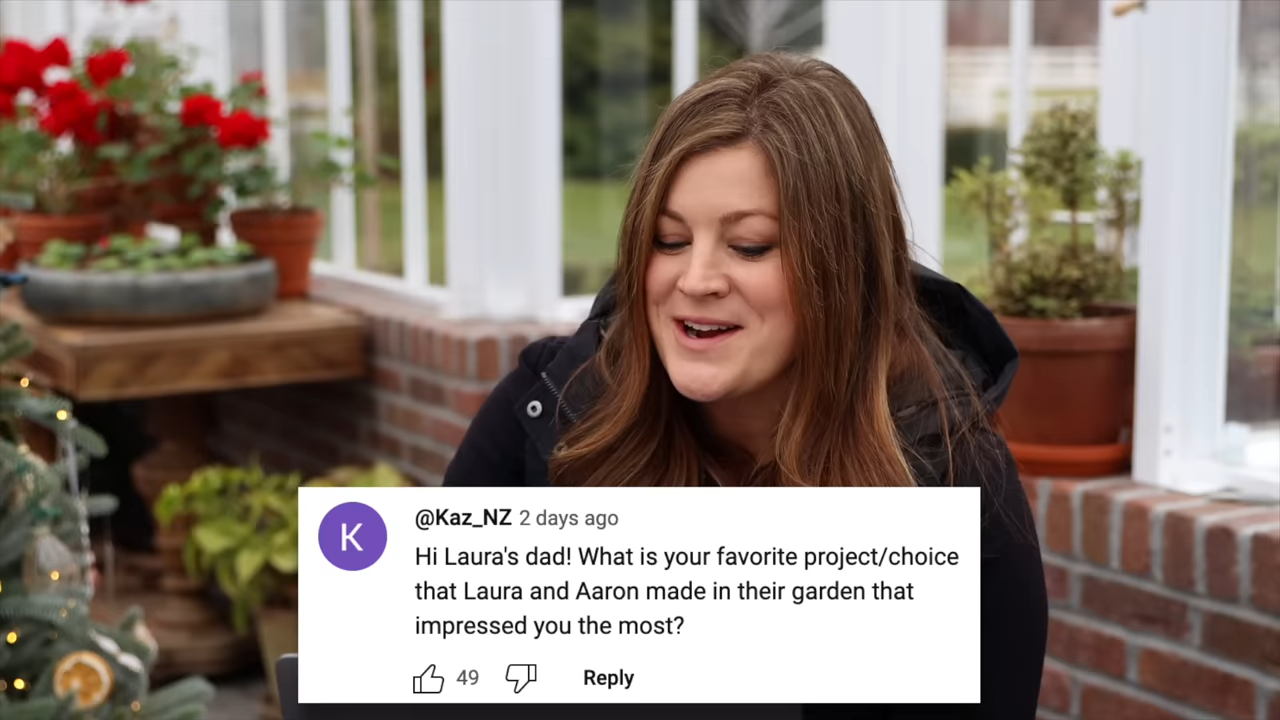 K
@Kaz_NZ 2 days ago
Hi Laura's dad! What is your favorite project/choice
that Laura and Aaron made in their garden that
impressed you the most?
49 Reply